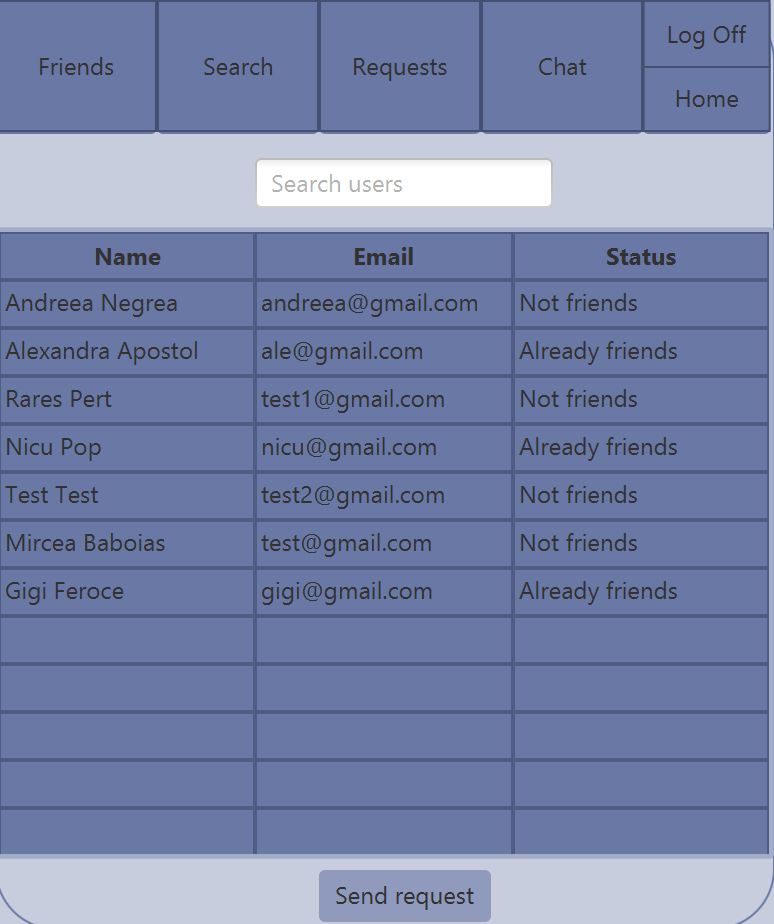 Friends Search Requests Chat Log Off
Home
Search users
Name Email Status
Andreea Negrea andreea@gmail.com Not friends
Alexandra Apostol ale@gmail.com Already friends
Rares Pert test1@gmail.com Not friends
Nicu Pop nicu@gmail.com Already friends
Test Test test2@gmail.com Not friends
Mircea Baboias test@gmail.com Not friends
Gigi Feroce gigi@gmail.com Already friends
Send request